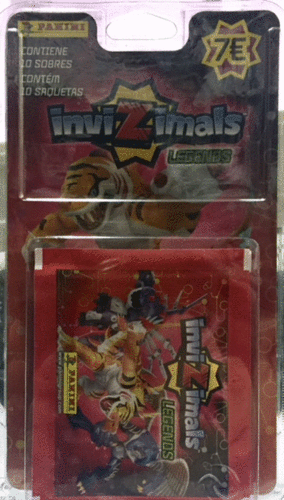 PANINI
CONTIENE
10 SOBRES
CONTÉM
10 SAQUETAS
7€
inviZimals
LEGENDS
inviZimals
LEGENDS
PANINI